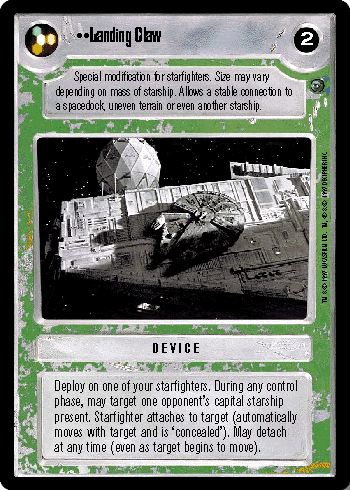 ••Landing Claw
2
Special modification for starfighters. Size may vary
depending on mass of starship. Allows a stable connection
to a spacedock, uneven terrain or even another starship.
DEVICE
Deploy on one of your starfighters. During any control
phase, may target one opponent's capital starship
present. Starfighter attaches to target (automatically
moves with target and is 'concealed'). May detach
at any time (even as target begins to move).